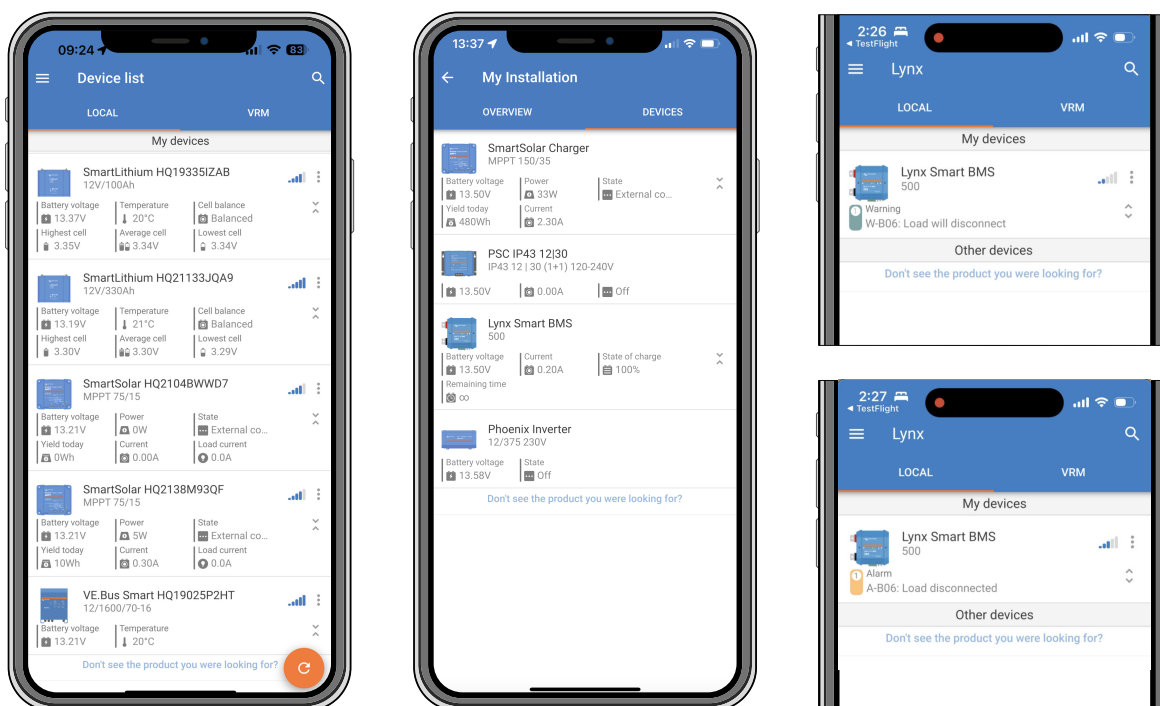 09:24
83
Device list
LOCAL VRM
My devices
SmartLithium HQ19335IZAB
12V/100Ah
Battery voltage Temperature Cell balance
13.37V 20°C Balanced
Highest cell Average cell Lowest cell
3.35V 3.34V 3.34V
SmartLithium HQ21133JQA9
12V/330Ah
Battery voltage Temperature Cell balance
13.19V 21°C Balanced
Highest cell Average cell Lowest cell
3.30V 3.30V 3.29V
SmartSolar HQ2104BWWD7
MPPT 75/15
Battery voltage Power State
13.21V 0W External co...
Yield today Current Load current
0Wh 0.00A 0.0A
SmartSolar HQ2138M93QF
MPPT 75/15
Battery voltage Power State
13.21V 5W External co...
Yield today Current Load current
10Wh 0.30A 0.0A
VE.Bus Smart HQ19025P2HT
12/1600/70-16
Battery voltage Temperature
13.21V 20°C
Don't see the product you were looking for?
13:37
My Installation
OVERVIEW DEVICES
SmartSolar Charger
MPPT 150/35
Battery voltage Power State
13.50V 33W External co...
Yield today Current
480Wh 2.30A
PSC IP43 12|30
IP43 12 | 30 (1+1) 120-240V
13.50V 0.00A Off
Lynx Smart BMS
500
Battery voltage Current State of charge
13.50V 0.20A 100%
Remaining time
∞
Phoenix Inverter
12/375 230V
Battery voltage State
13.58V Off
Don't see the product you were looking for?
2:26
◂ TestFlight
Lynx
LOCAL VRM
My devices
Lynx Smart BMS
500
1 Warning
W-B06: Load will disconnect
Other devices
Don't see the product you were looking for?
2:27
◂ TestFlight
Lynx
LOCAL VRM
My devices
Lynx Smart BMS
500
1 Alarm
A-B06: Load disconnected
Other devices
Don't see the product you were looking for?